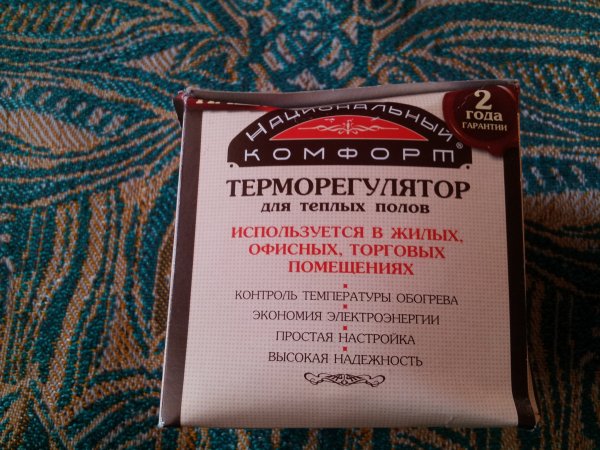 НАЦИОНАЛЬНЫЙ
КОМФОРТ®
2
ГОДА
ГАРАНТИИ
ТЕРМОРЕГУЛЯТОР
ДЛЯ ТЕПЛЫХ ПОЛОВ
ИСПОЛЬЗУЕТСЯ В ЖИЛЫХ,
ОФИСНЫХ, ТОРГОВЫХ
ПОМЕЩЕНИЯХ
КОНТРОЛЬ ТЕМПЕРАТУРЫ ОБОГРЕВА
ЭКОНОМИЯ ЭЛЕКТРОЭНЕРГИИ
ПРОСТАЯ НАСТРОЙКА
ВЫСОКАЯ НАДЕЖНОСТЬ